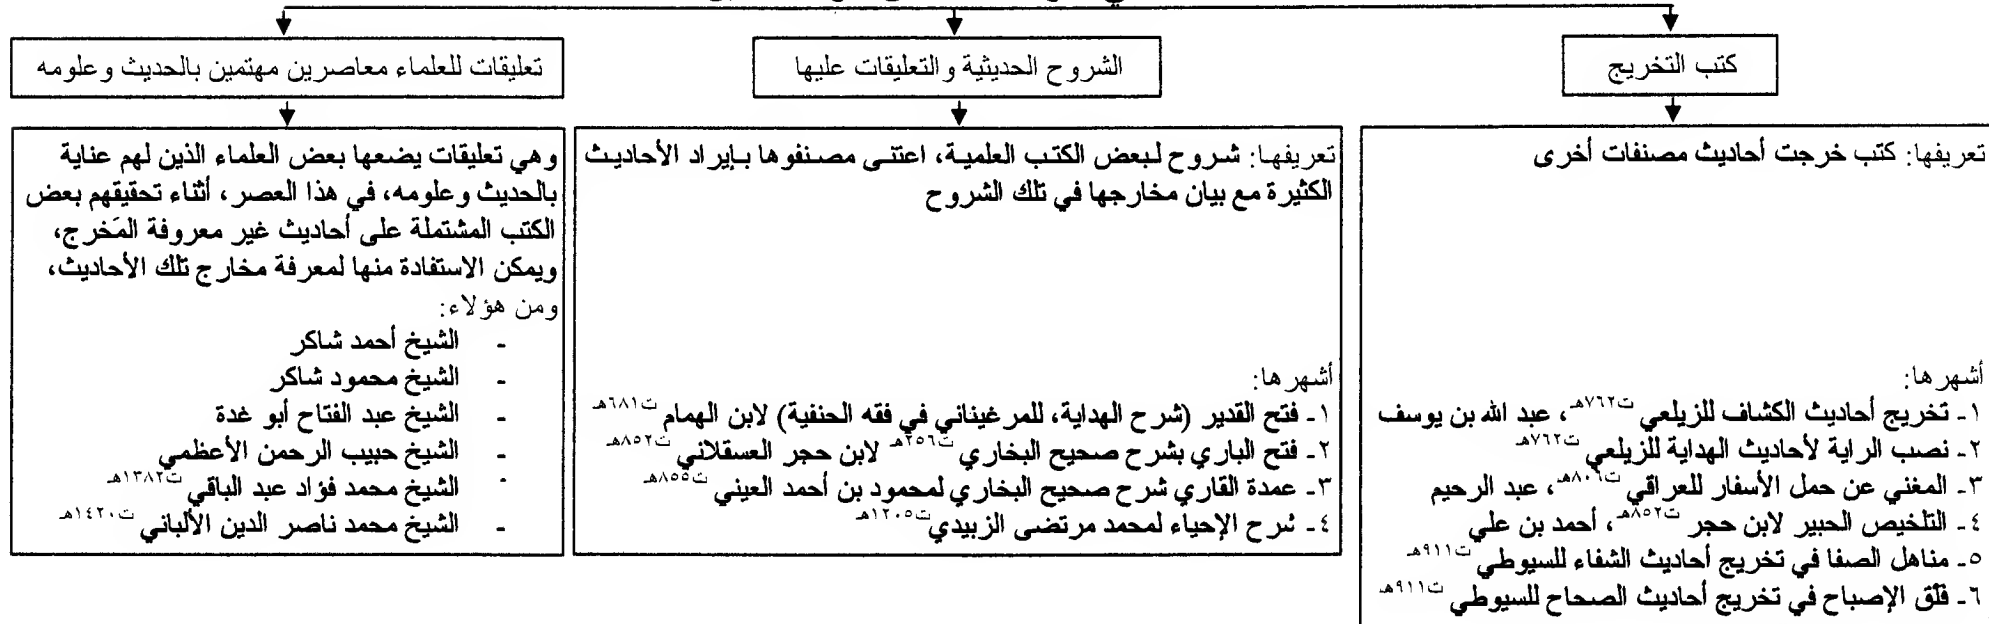 كتب التخريج
الشروح الحديثية والتعليقات عليها
تعليقات للعلماء معاصرين مهتمين بالحديث وعلومه
تعريفها: كتب خرجت أحاديث مصنفات أخرى
أشهرها:
١- تخريج أحاديث الكشاف للزيلعي ت٧٦٢هـ، عبد الله بن يوسف
٢- نصب الراية لأحاديث الهداية للزيلعي ت٧٦٢هـ
٣- المغني عن حمل الأسفار للعراقي ت٨٠٦هـ، عبد الرحيم
٤- التلخيص الحبير لابن حجر ت٨٥٢هـ، أحمد بن علي
٥- مناهل الصفا في تخريج أحاديث الشفاء للسيوطي ت٩١١هـ
٦- فَلَق الإصباح في تخريج أحاديث الصحاح للسيوطي ت٩١١هـ
تعريفها: شروح لبعض الكتب العلمية، اعتنى مصنفوها بإيراد الأحاديث
الكثيرة مع بيان مخارجها في تلك الشروح
أشهرها:
١- فتح القدير (شرح الهداية، للمرغيناني في فقه الحنفية) لابن الهمام ت٦٨١هـ
٢- فتح الباري بشرح صحيح البخاري ت٢٥٦هـ لابن حجر العسقلاني ت٨٥٢هـ
٣- عمدة القاري شرح صحيح البخاري لمحمود بن أحمد العيني ت٨٥٥هـ
٤- شرح الإحياء لمحمد مرتضى الزبيدي ت١٢٠٥هـ
وهي تعليقات يضعها بعض العلماء الذين لهم عناية
بالحديث وعلومه، في هذا العصر، أثناء تحقيقهم بعض
الكتب المشتملة على أحاديث غير معروفة المَخرج،
ويمكن الاستفادة منها لمعرفة مخارج تلك الأحاديث،
ومن هؤلاء:
- الشيخ أحمد شاكر
- الشيخ محمود شاكر
- الشيخ عبد الفتاح أبو غدة
- الشيخ حبيب الرحمن الأعظمي
- الشيخ محمد فؤاد عبد الباقي ت١٣٨٢هـ
- الشيخ محمد ناصر الدين الألباني ت١٤٢٠هـ